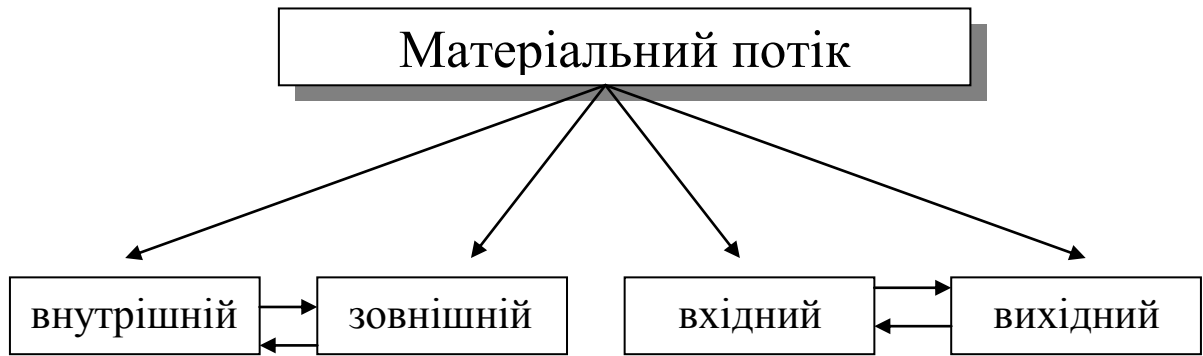 Матеріальний потік
внутрішній
зовнішній
вхідний
вихідний